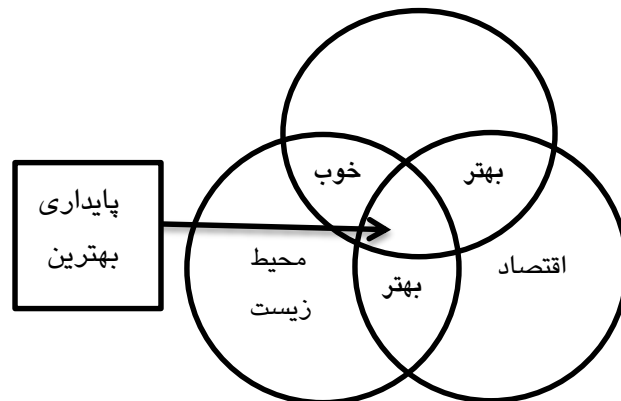 خوب
بهتر
پایداری
بهترین
محیط
زیست
اقتصاد
بهتر